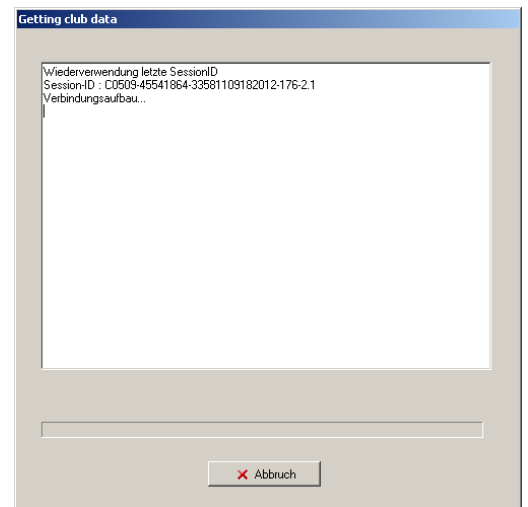 Getting club data
Wiederverwendung letzte SessionID
Session-ID : C0509-45541864-33581109182012-176-2.1
Verbindungsaufbau...
Abbruch